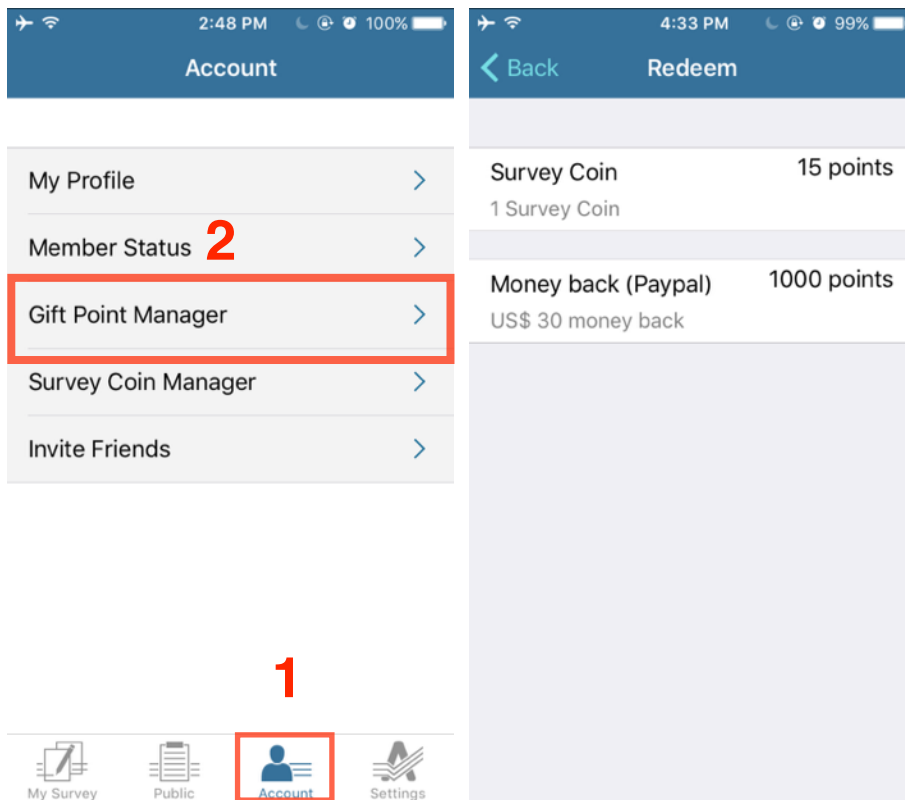 2:48 PM 100%
Account
My Profile
Member Status 2
Gift Point Manager
Survey Coin Manager
Invite Friends
1
My Survey Public Account Settings
4:33 PM 99%
Back Redeem
Survey Coin 15 points
1 Survey Coin
Money back (Paypal) 1000 points
US$ 30 money back